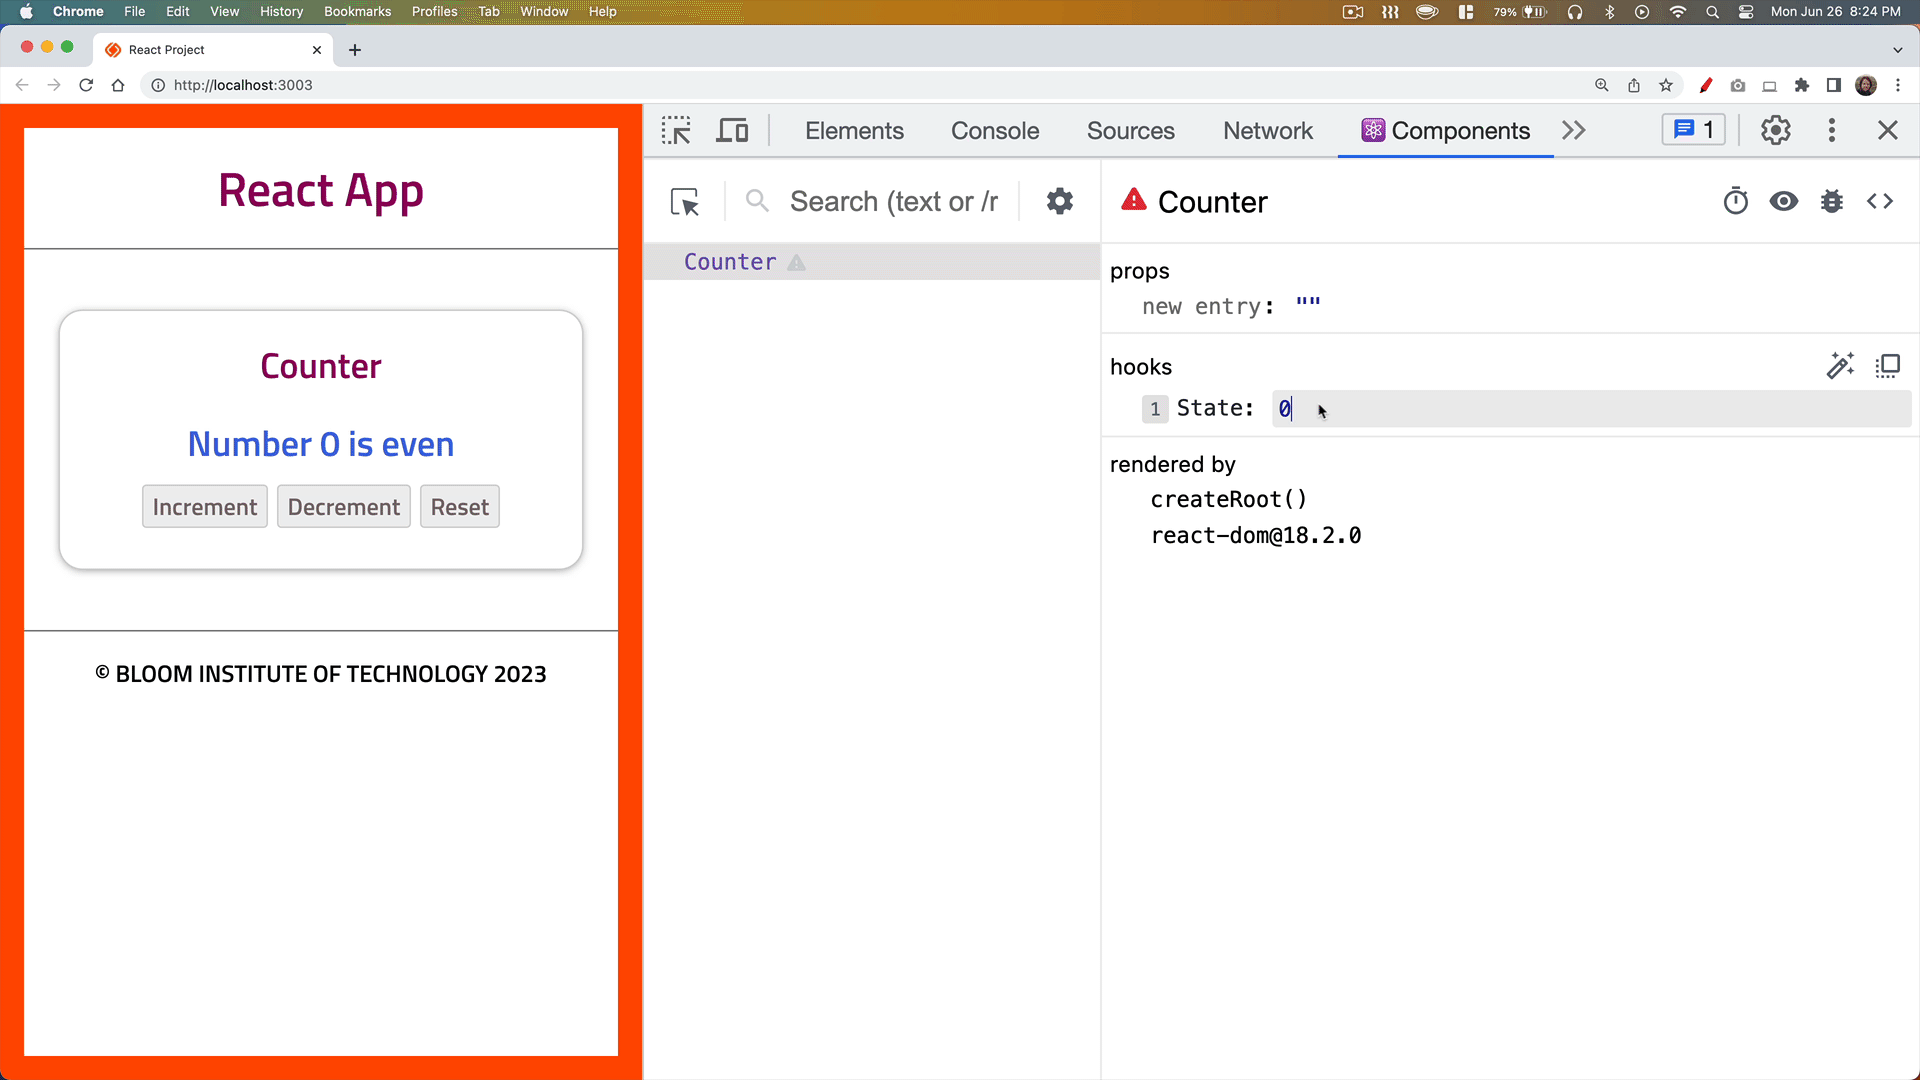 Chrome File Edit View History Bookmarks Profiles Tab Window Help 79% Mon Jun 26 8:24 PM
React Project
http://localhost:3003
Elements Console Sources Network Components 1
Search (text or /r
Counter
Counter
props
new entry: ""
hooks
1 State: 0
rendered by
createRoot()
react-dom@18.2.0
React App
Counter
Number 0 is even
Increment Decrement Reset
© BLOOM INSTITUTE OF TECHNOLOGY 2023